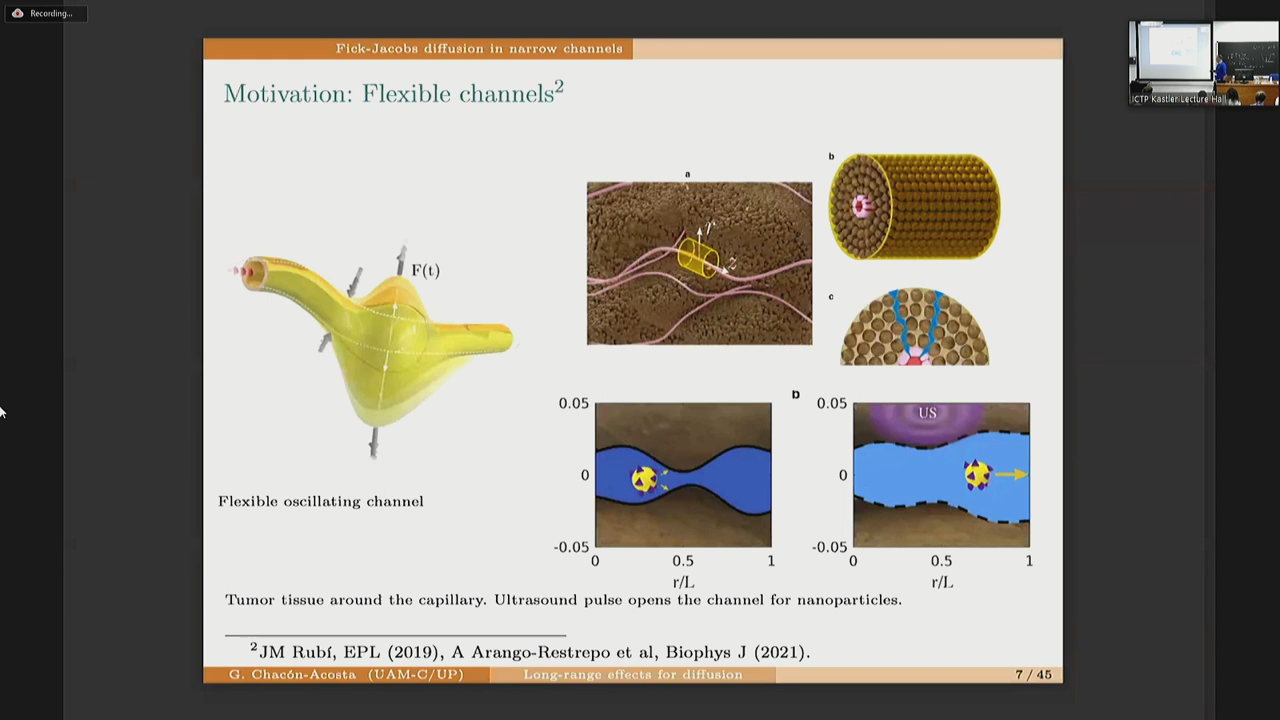 Recording...
ICTP Kastler Lecture Hall
Fick-Jacobs diffusion in narrow channels
Motivation: Flexible channels²
F(t)
Flexible oscillating channel
a
r
z
b
c
0.05
0
-0.05
0
0.5
1
r/L
b
0.05
0
-0.05
US
0
0.5
1
r/L
Tumor tissue around the capillary. Ultrasound pulse opens the channel for nanoparticles.
²JM Rubí, EPL (2019), A Arango-Restrepo et al, Biophys J (2021).
G. Chacón-Acosta (UAM-C/UP)
Long-range effects for diffusion
7 / 45